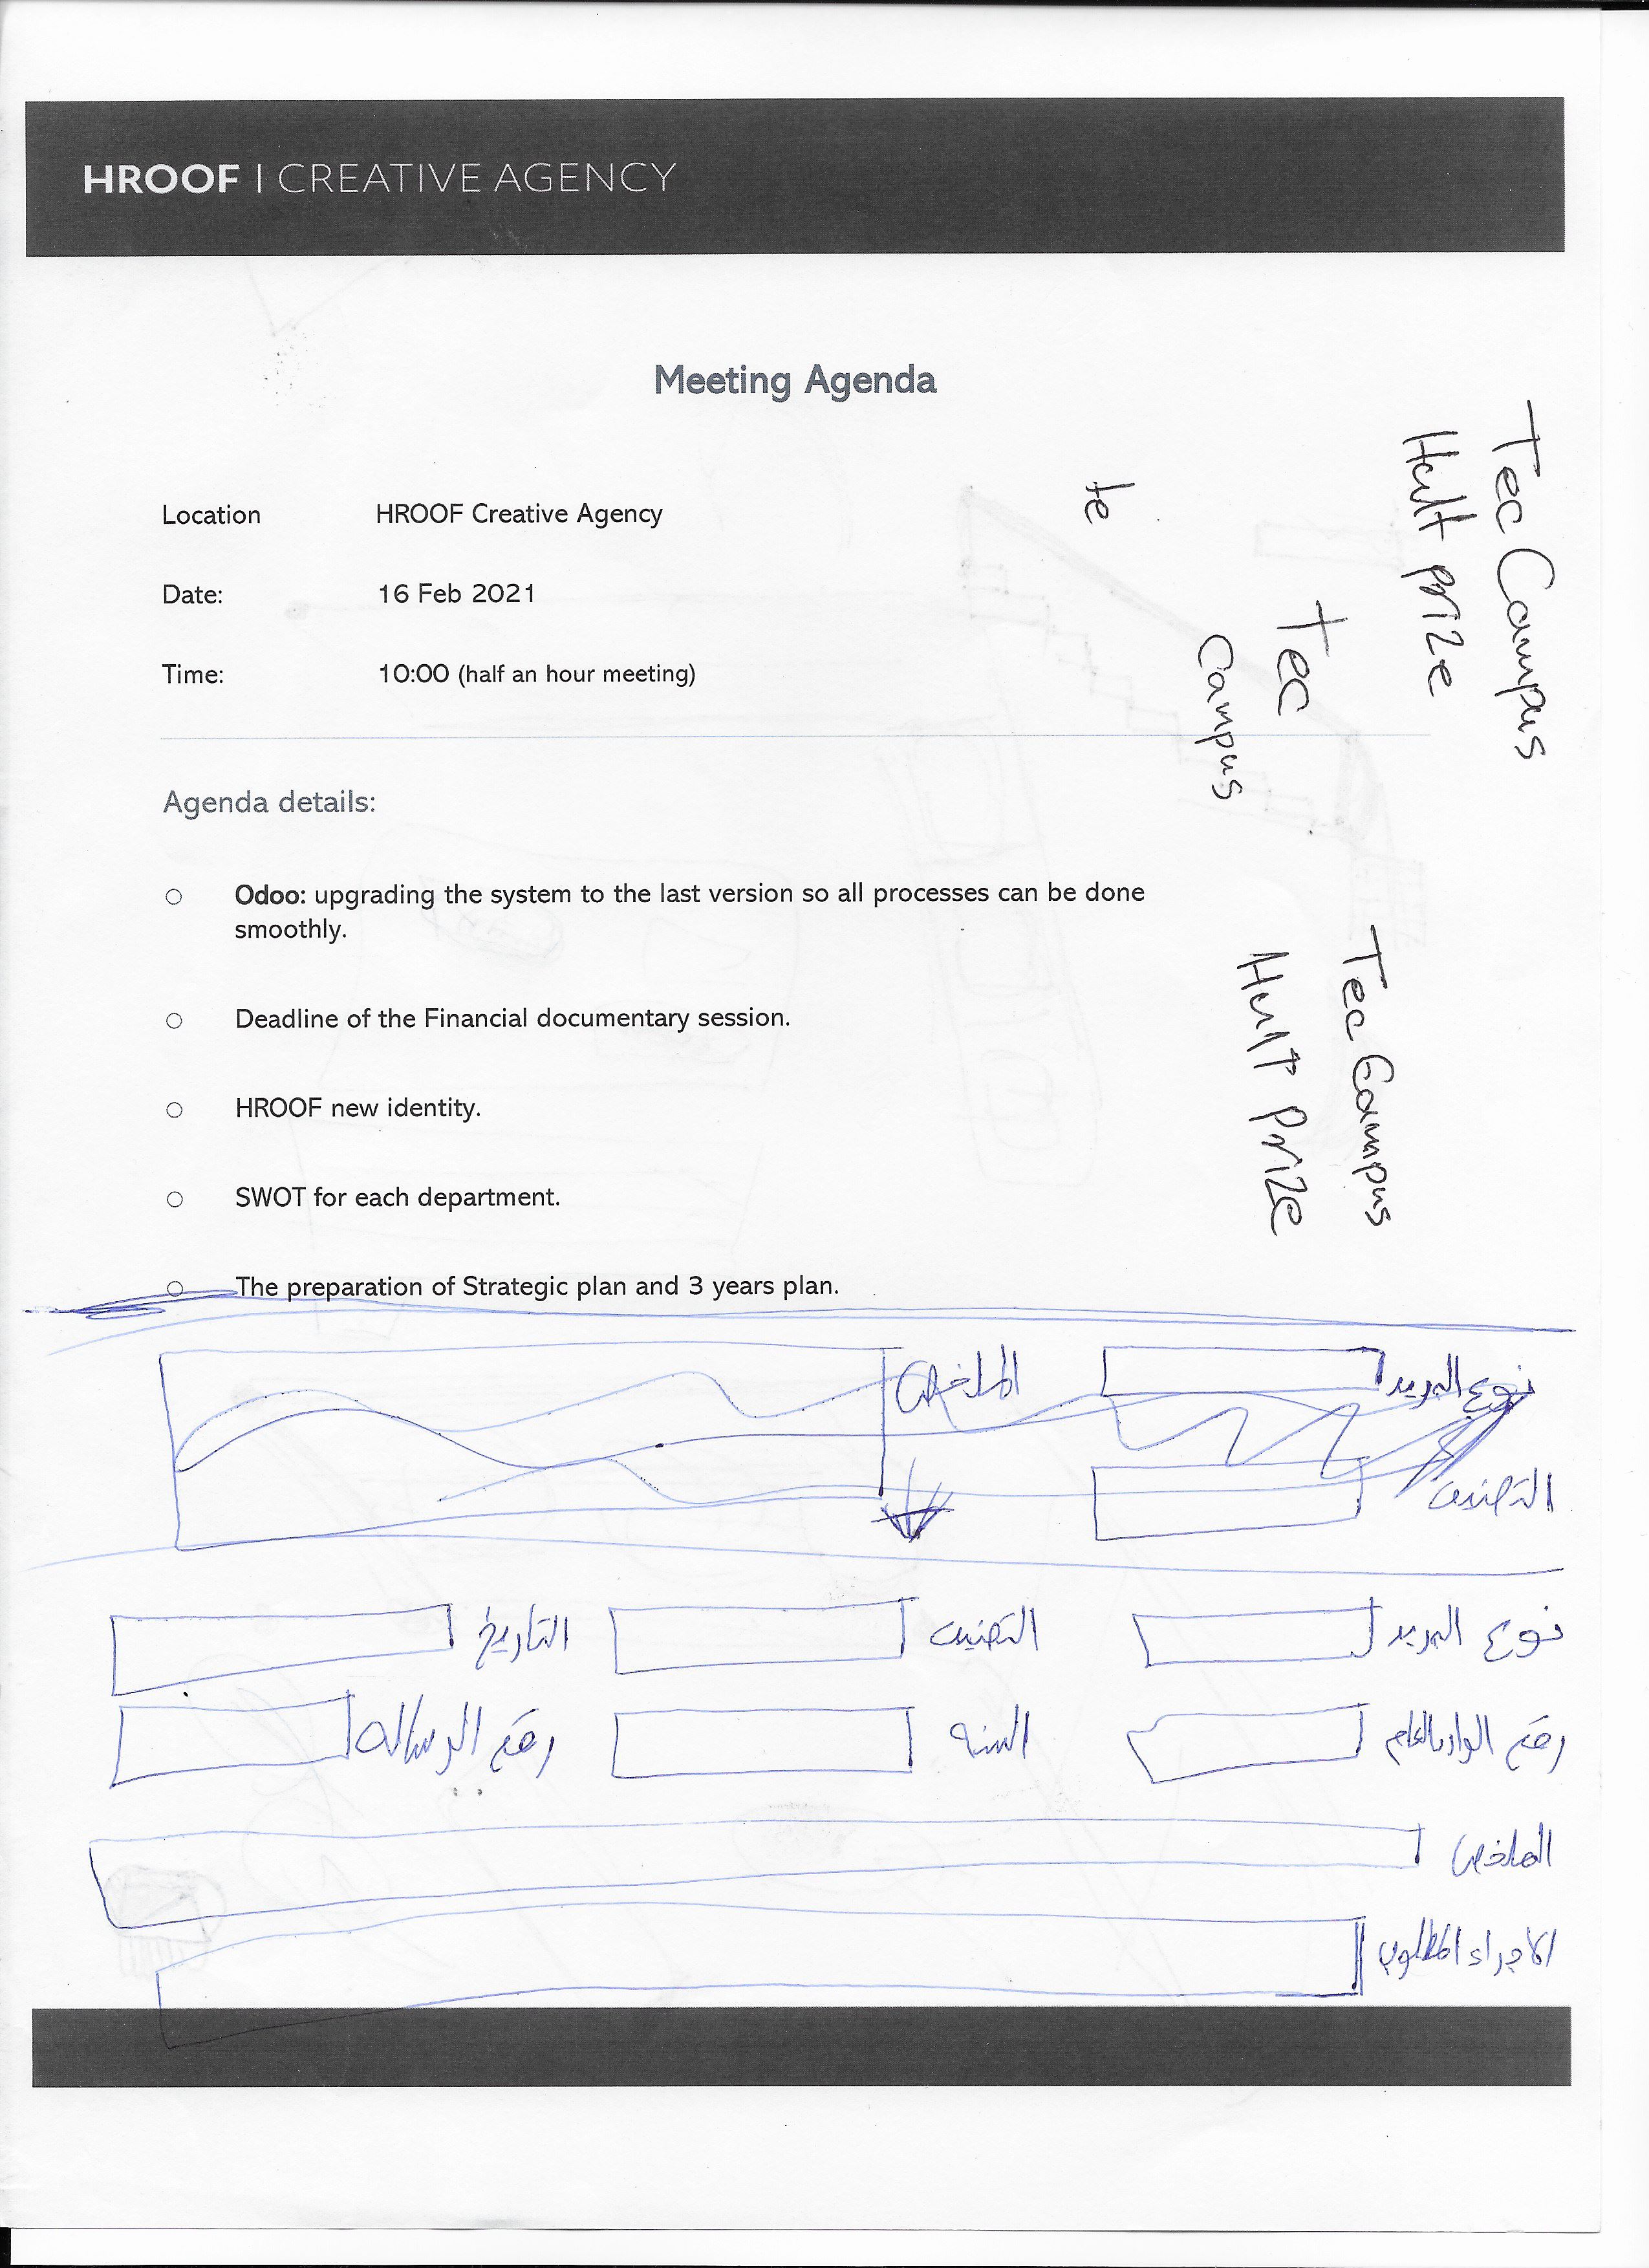 HROOF | CREATIVE AGENCY
Meeting Agenda
Location HROOF Creative Agency
Date: 16 Feb 2021
Time: 10:00 (half an hour meeting)
Agenda details:
○ Odoo: upgrading the system to the last version so all processes can be done
smoothly.
○ Deadline of the Financial documentary session.
○ HROOF new identity.
○ SWOT for each department.
○ The preparation of Strategic plan and 3 years plan.
Tec Campus
Hult Prize
te
Tec
Campus
Tec Campus
Hult Prize
نوع البريد الملخص
التصنيف
نوع البريد التصنيف التاريخ
رقم الوارد العام السنه رقم الرساله
الملخص
الاجراء المطلوب